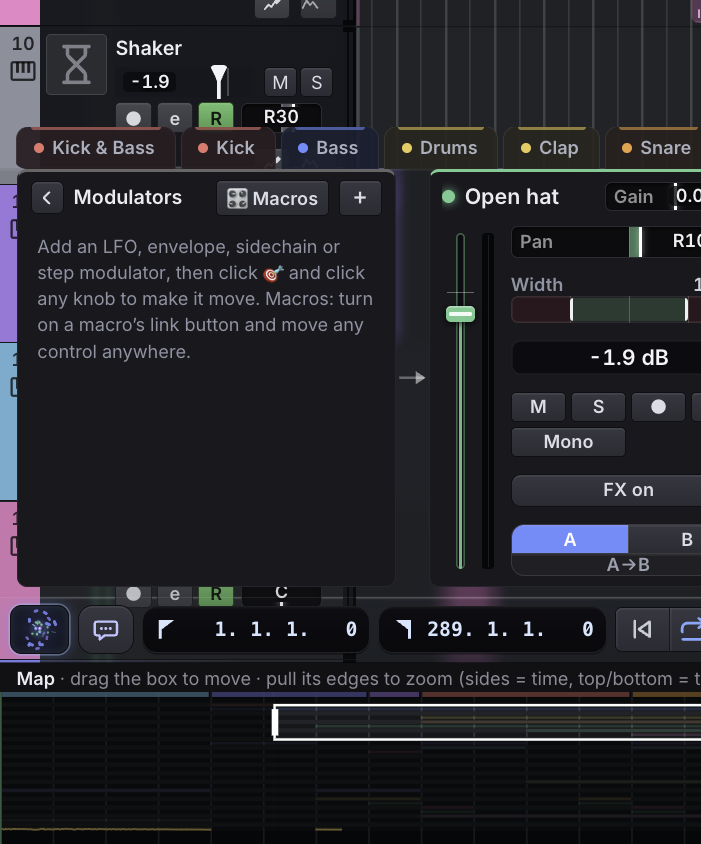 10
Shaker
-1.9
M S
e R R30
Kick & Bass Kick Bass Drums Clap Snare
Modulators Macros +
Add an LFO, envelope, sidechain or
step modulator, then click 🎯 and click
any knob to make it move. Macros: turn
on a macro’s link button and move any
control anywhere.
Open hat Gain 0.0
Pan R10
Width 1
-1.9 dB
M S
Mono
FX on
A B
A→B
e R C
1. 1. 1. 0 289. 1. 1. 0
Map · drag the box to move · pull its edges to zoom (sides = time, top/bottom = t